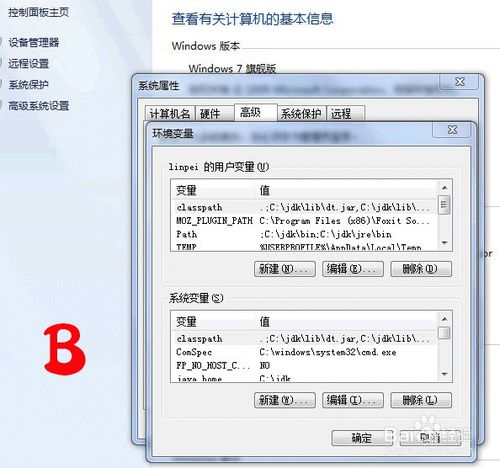 控制面板主页
查看有关计算机的基本信息
设备管理器
Windows 版本
远程设置
Windows 7 旗舰版
系统保护
高级系统设置
系统属性
计算机名 硬件 高级 系统保护 远程
环境变量
linpei 的用户变量(U)
变量 值
classpath .;C:\jdk\lib\dt.jar,C:\jdk\lib\...
MOZ_PLUGIN_PATH C:\Program Files (x86)\Foxit So...
Path ;C:\jdk\bin;C:\jdk\jre\bin
TEMP %USERPROFILE%\AppData\Local\Temp
新建(N)... 编辑(E)... 删除(D)
系统变量(S)
变量 值
classpath .;C:\jdk\lib\dt.jar,C:\jdk\lib\...
ComSpec C:\windows\system32\cmd.exe
FP_NO_HOST_C... NO
java_home C:\jdk
新建(W)... 编辑(I)... 删除(L)
B
确定 取消
Baidu 经验